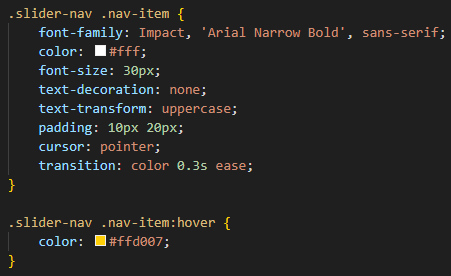 .slider-nav .nav-item {
    font-family: Impact, 'Arial Narrow Bold', sans-serif;
    color: #fff;
    font-size: 30px;
    text-decoration: none;
    text-transform: uppercase;
    padding: 10px 20px;
    cursor: pointer;
    transition: color 0.3s ease;
}

.slider-nav .nav-item:hover {
    color: #ffd007;
}